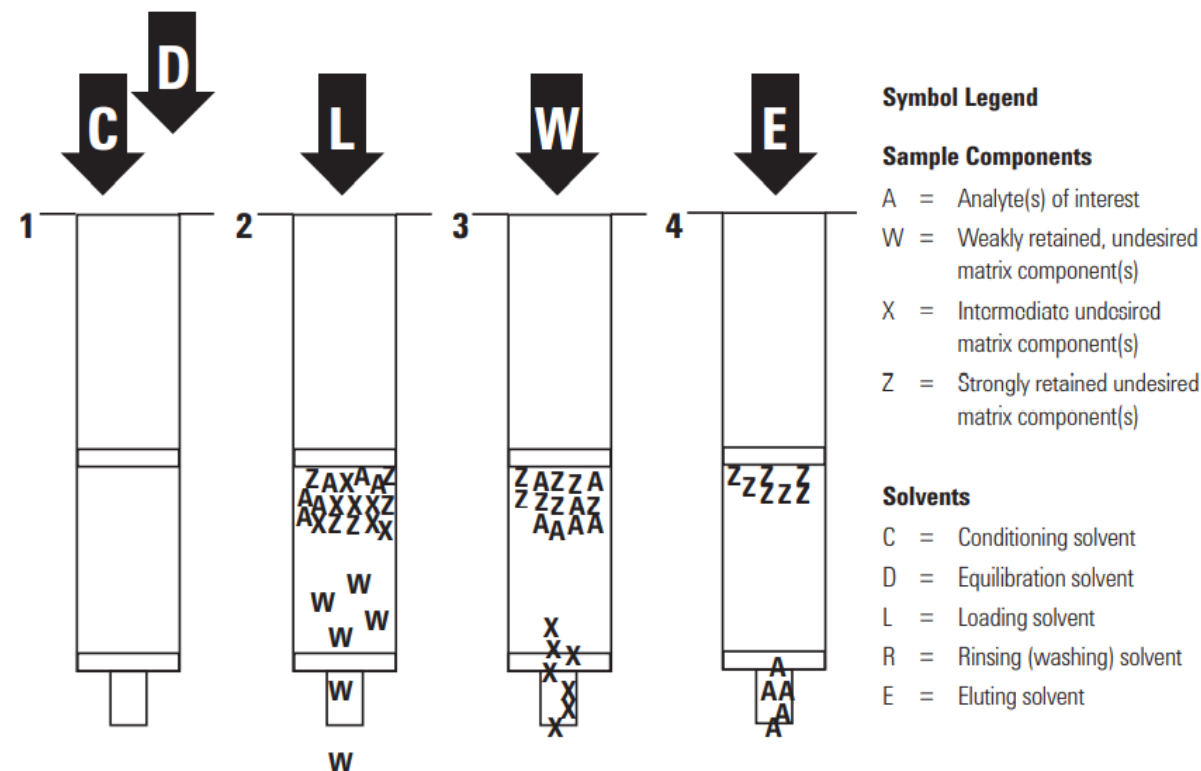 D
C
L
W
E
1
2
3
4
Z A X A A Z
A A X X X Z
A X Z Z X X
W
W
W
W
W
W
Z A Z Z A
Z Z Z A Z
A A A A
X
X X
X
X
X
X
Z Z Z Z
Z Z Z Z
A
A A
A
A
Symbol Legend
Sample Components
A = Analyte(s) of interest
W = Weakly retained, undesired
matrix component(s)
X = Intermediate undesired
matrix component(s)
Z = Strongly retained undesired
matrix component(s)
Solvents
C = Conditioning solvent
D = Equilibration solvent
L = Loading solvent
R = Rinsing (washing) solvent
E = Eluting solvent